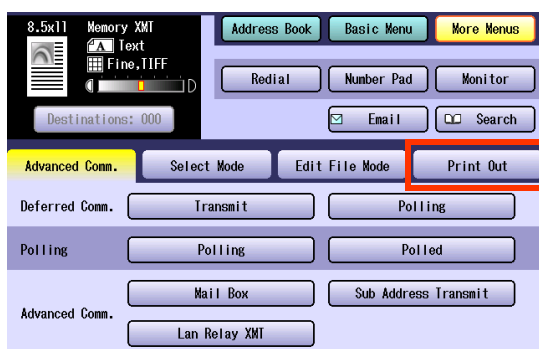 8.5x11 Memory XMT
A Text
Fine,TIFF
D
Destinations: 000
Address Book Basic Menu More Menus
Redial Number Pad Monitor
Email Search
Advanced Comm. Select Mode Edit File Mode Print Out
Deferred Comm. Transmit Polling
Polling Polling Polled
Advanced Comm. Mail Box Sub Address Transmit
Lan Relay XMT